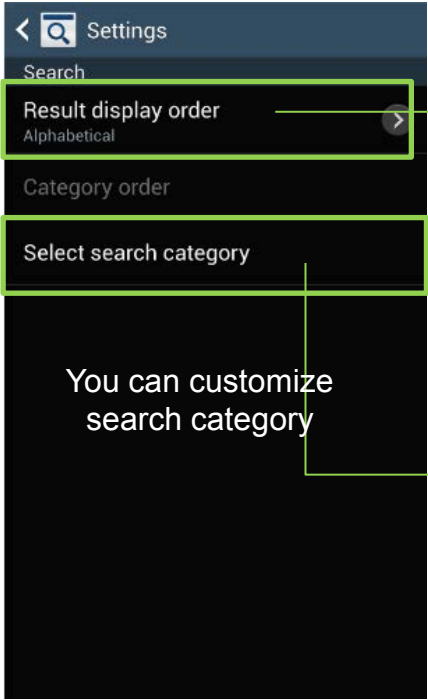 Settings
Search
Result display order
Alphabetical
Category order
Select search category
You can customize
search category